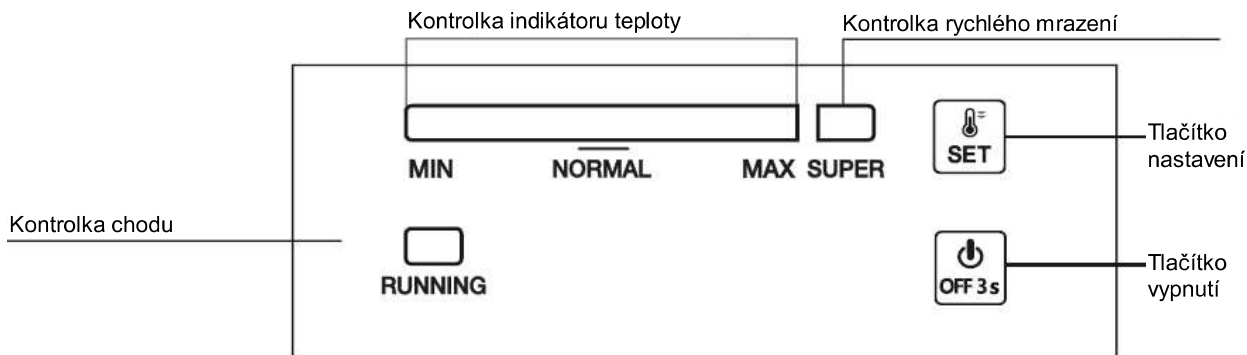 Kontrolka indikátoru teploty
Kontrolka rychlého mrazení
MIN
NORMAL
MAX
SUPER
SET
Tlačítko
nastavení
Kontrolka chodu
RUNNING
OFF 3s
Tlačítko
vypnutí